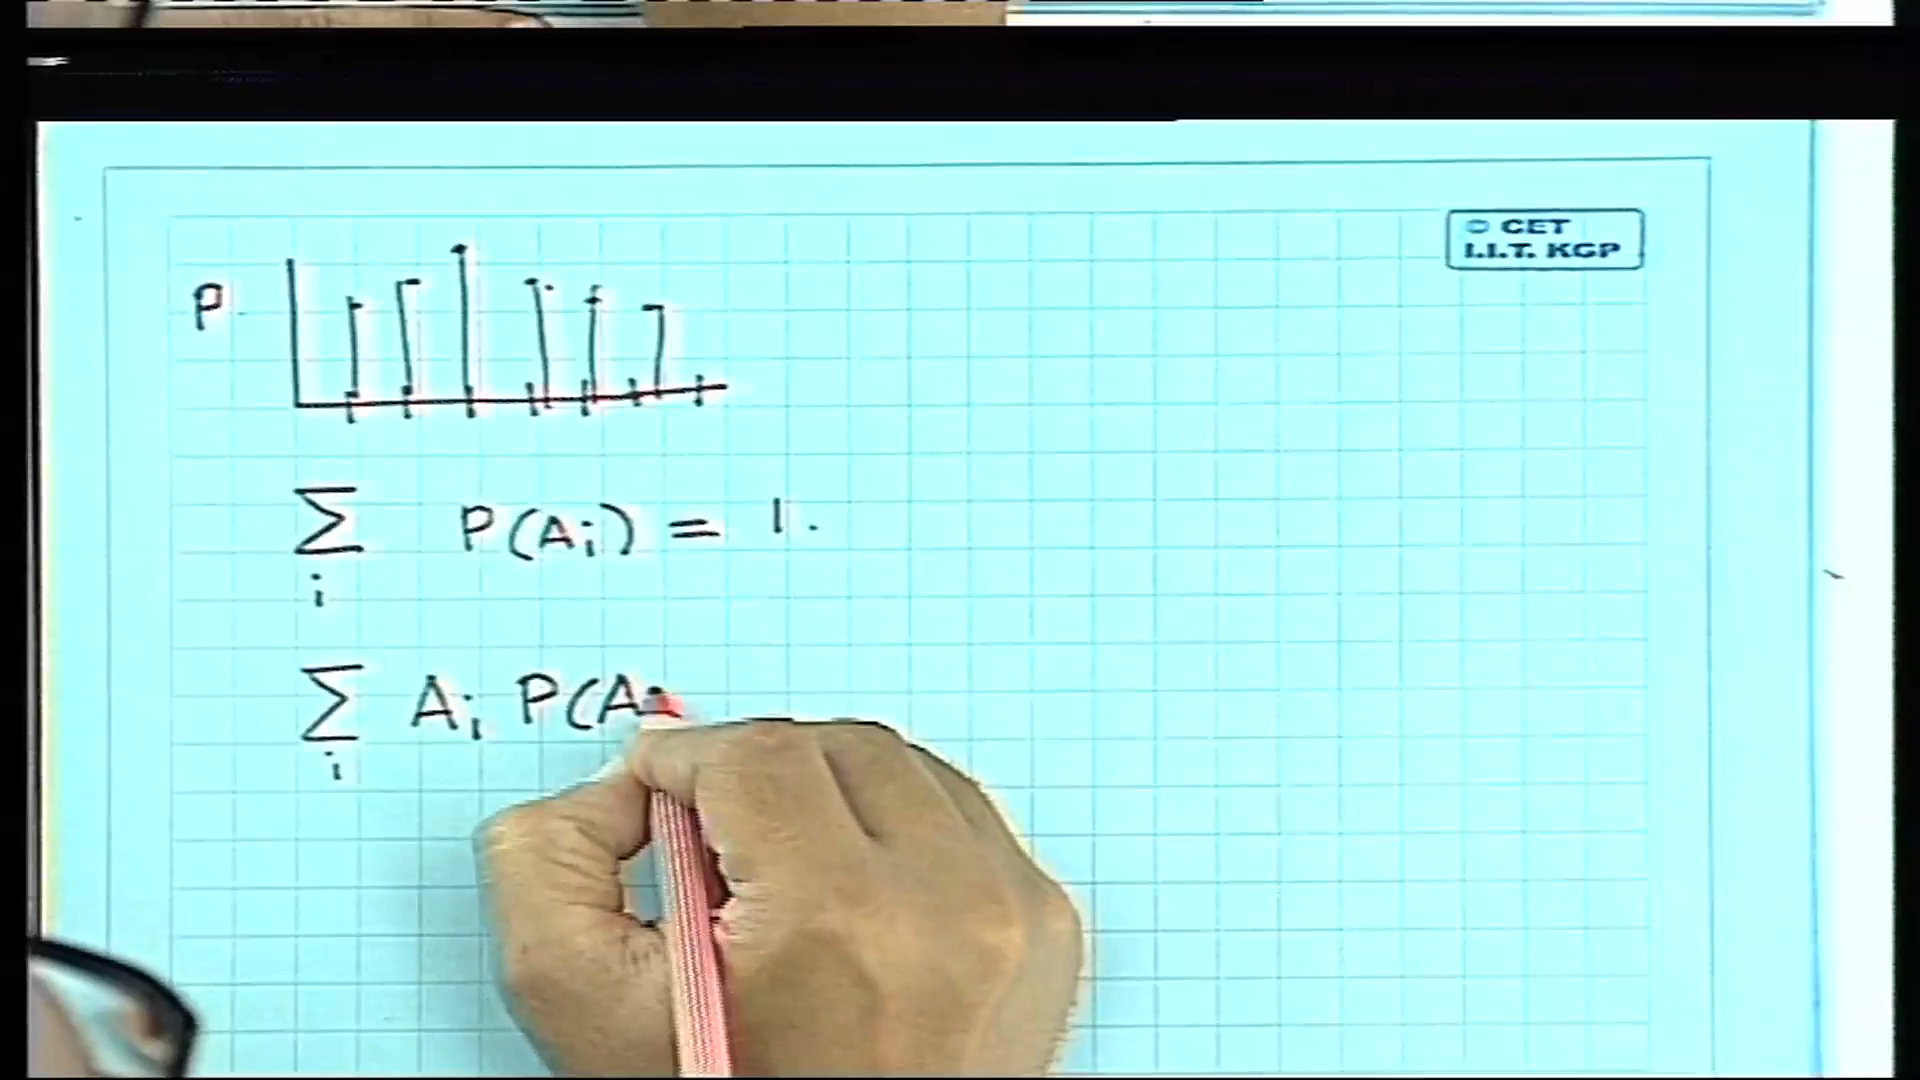 © CET
I.I.T. KGP
P
Σ P(Ai) = 1.
i
Σ Ai P(A
i